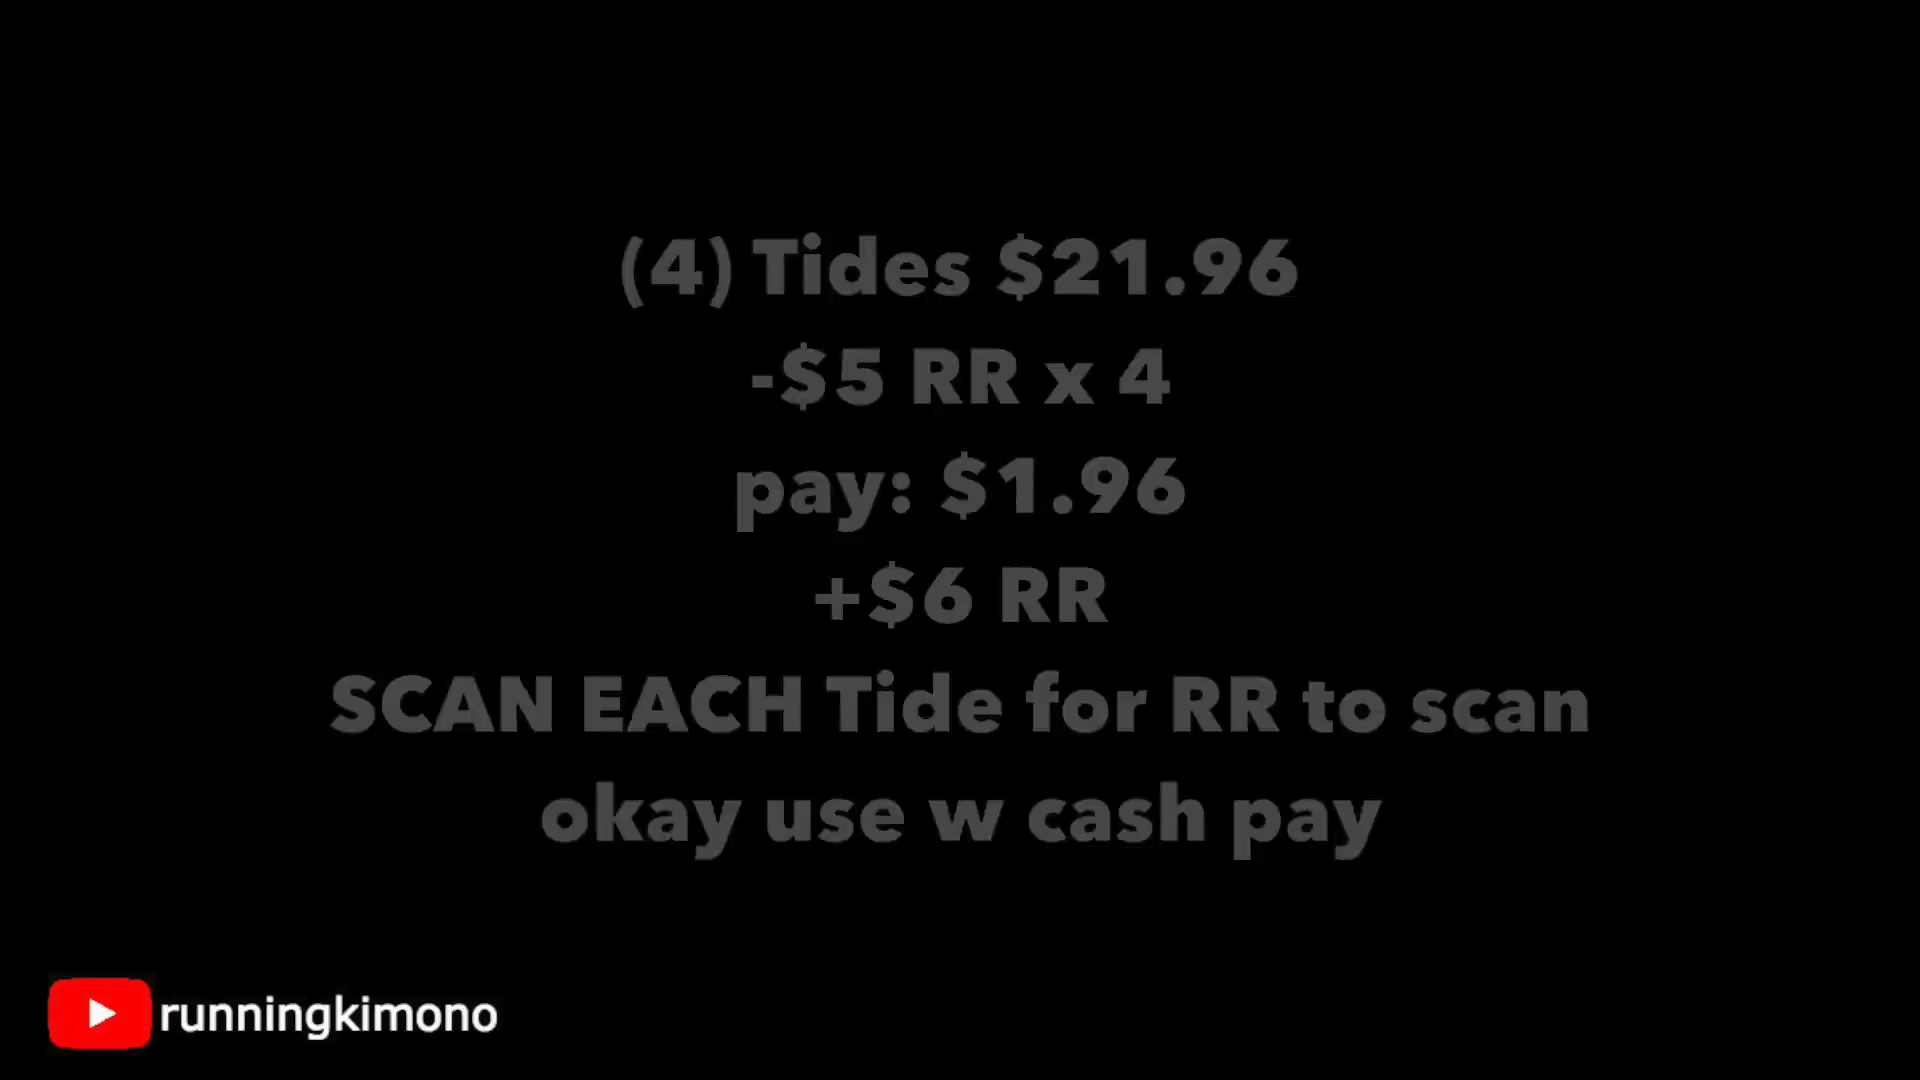 (4) Tides $21.96
-$5 RR x 4
pay: $1.96
+$6 RR
SCAN EACH Tide for RR to scan
okay use w cash pay
runningkimono